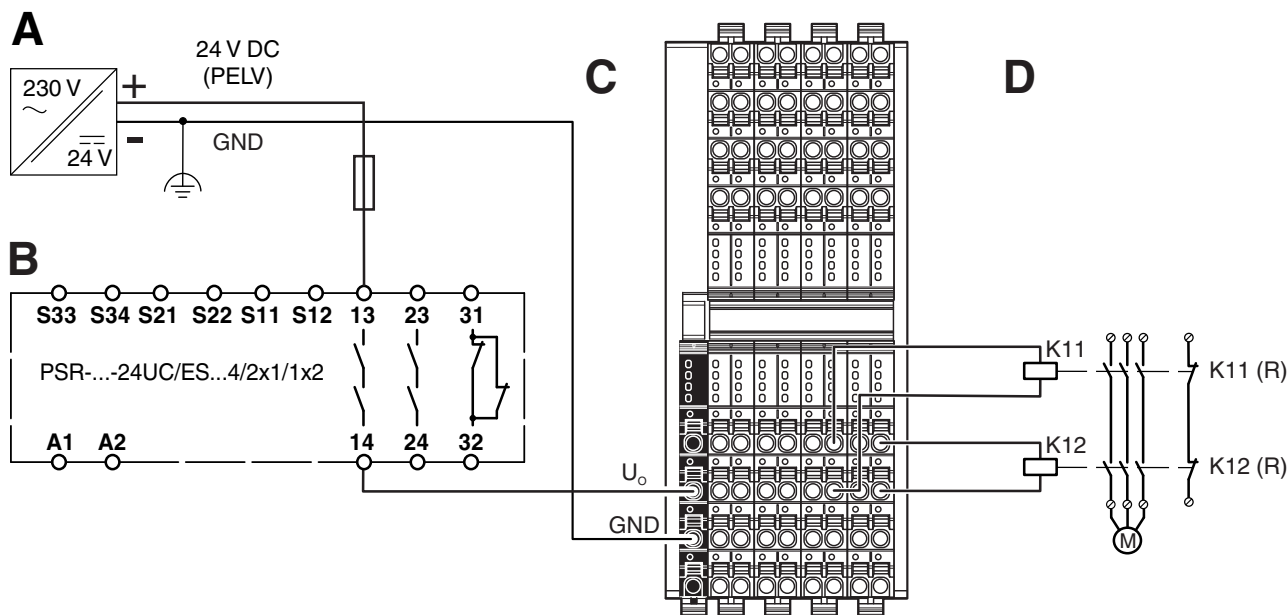 A
24 V DC
(PELV)
230 V
~
24 V
+
-
GND
B
S33 S34 S21 S22 S11 S12 13 23 31
PSR-...-24UC/ES...4/2x1/1x2
A1 A2 14 24 32
C
U₀
GND
D
K11
K11 (R)
K12
K12 (R)
M